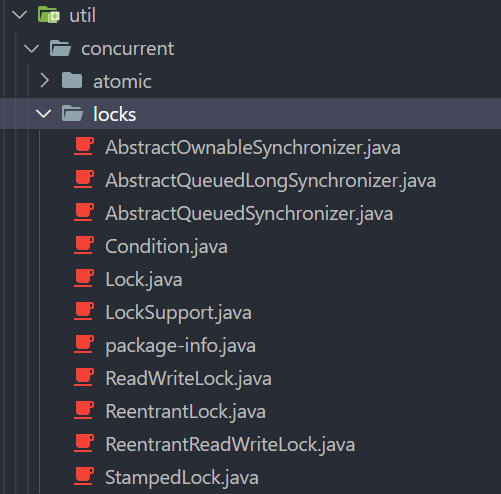 util
concurrent
atomic
locks
AbstractOwnableSynchronizer.java
AbstractQueuedLongSynchronizer.java
AbstractQueuedSynchronizer.java
Condition.java
Lock.java
LockSupport.java
package-info.java
ReadWriteLock.java
ReentrantLock.java
ReentrantReadWriteLock.java
StampedLock.java